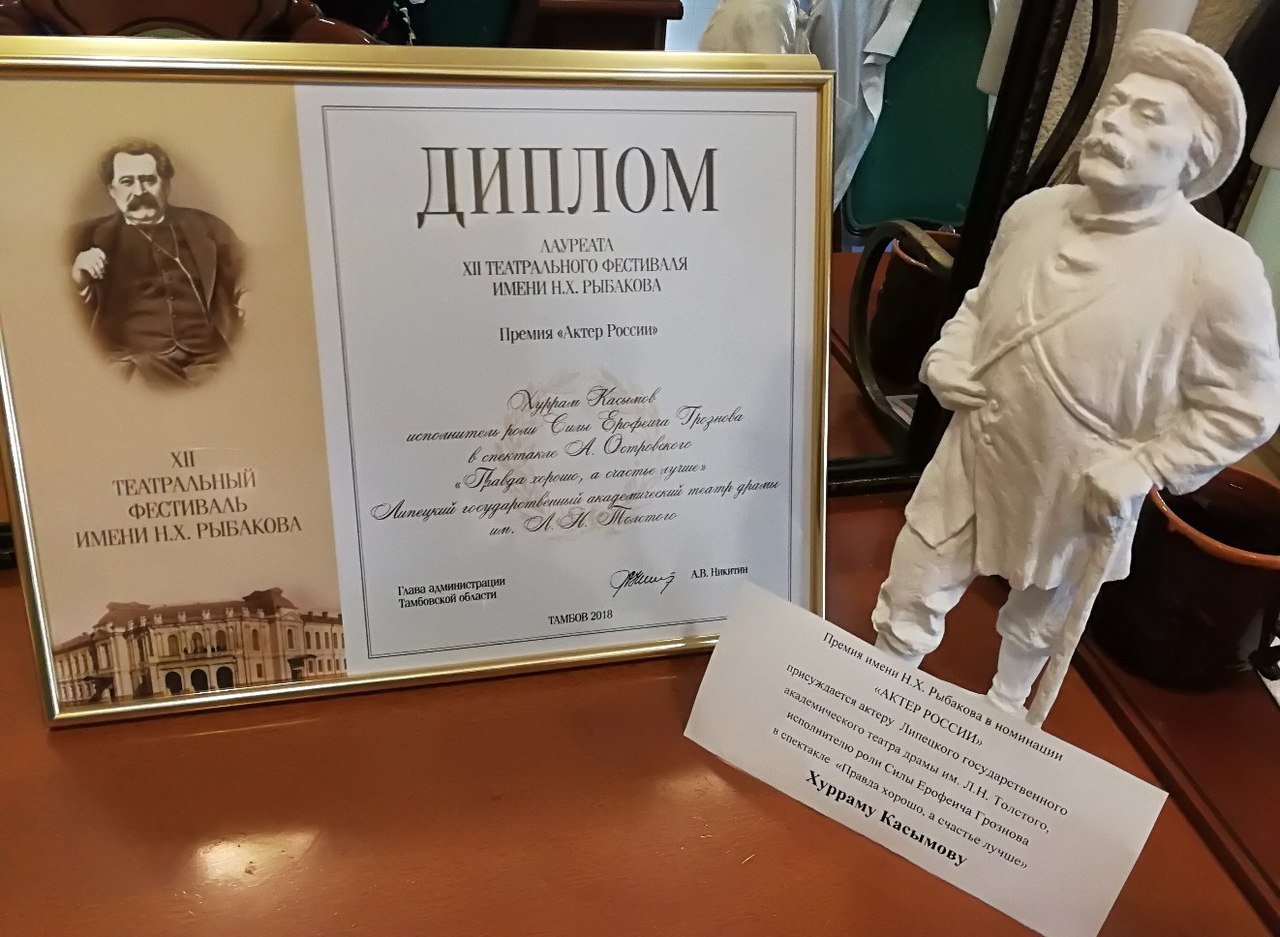 XII
ТЕАТРАЛЬНЫЙ
ФЕСТИВАЛЬ
ИМЕНИ Н.Х. РЫБАКОВА
ДИПЛОМ
ЛАУРЕАТА
XII ТЕАТРАЛЬНОГО ФЕСТИВАЛЯ
ИМЕНИ Н.Х. РЫБАКОВА
Премия «Актер России»
Хуррам Касымов
исполнитель роли Силы Ерофеича Грознова
в спектакле А. Островского
«Правда хорошо, а счастье лучше»
Липецкий государственный академический театр драмы
им. Л Н. Толстого
Глава администрации
Тамбовской области
А.В. Никитин
ТАМБОВ 2018
Премия имени Н.Х. Рыбакова в номинации
«АКТЕР РОССИИ»
присуждается актеру Липецкого государственного
академического театра драмы им. Л.Н. Толстого,
исполнителю роли Силы Ерофеича Грознова
в спектакле «Правда хорошо, а счастье лучше»
Хурраму Касымову